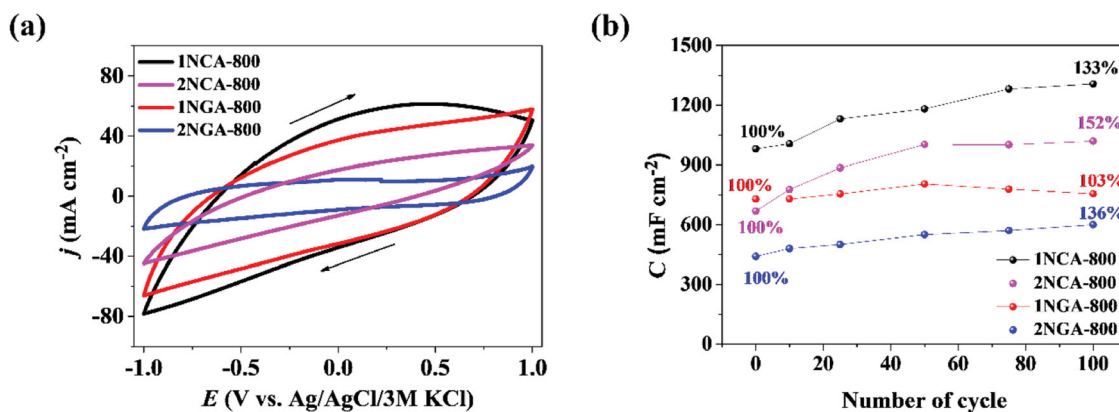 (a)
80
40
0
-40
-80
j (mA cm-2)
1NCA-800
2NCA-800
1NGA-800
2NGA-800
-1.0 -0.5 0.0 0.5 1.0
E (V vs. Ag/AgCl/3M KCl)
(b)
1500
1200
900
600
300
0
C (mF cm-2)
133%
100%
152%
100%
103%
100%
136%
100%
1NCA-800
2NCA-800
1NGA-800
2NGA-800
0 20 40 60 80 100
Number of cycle